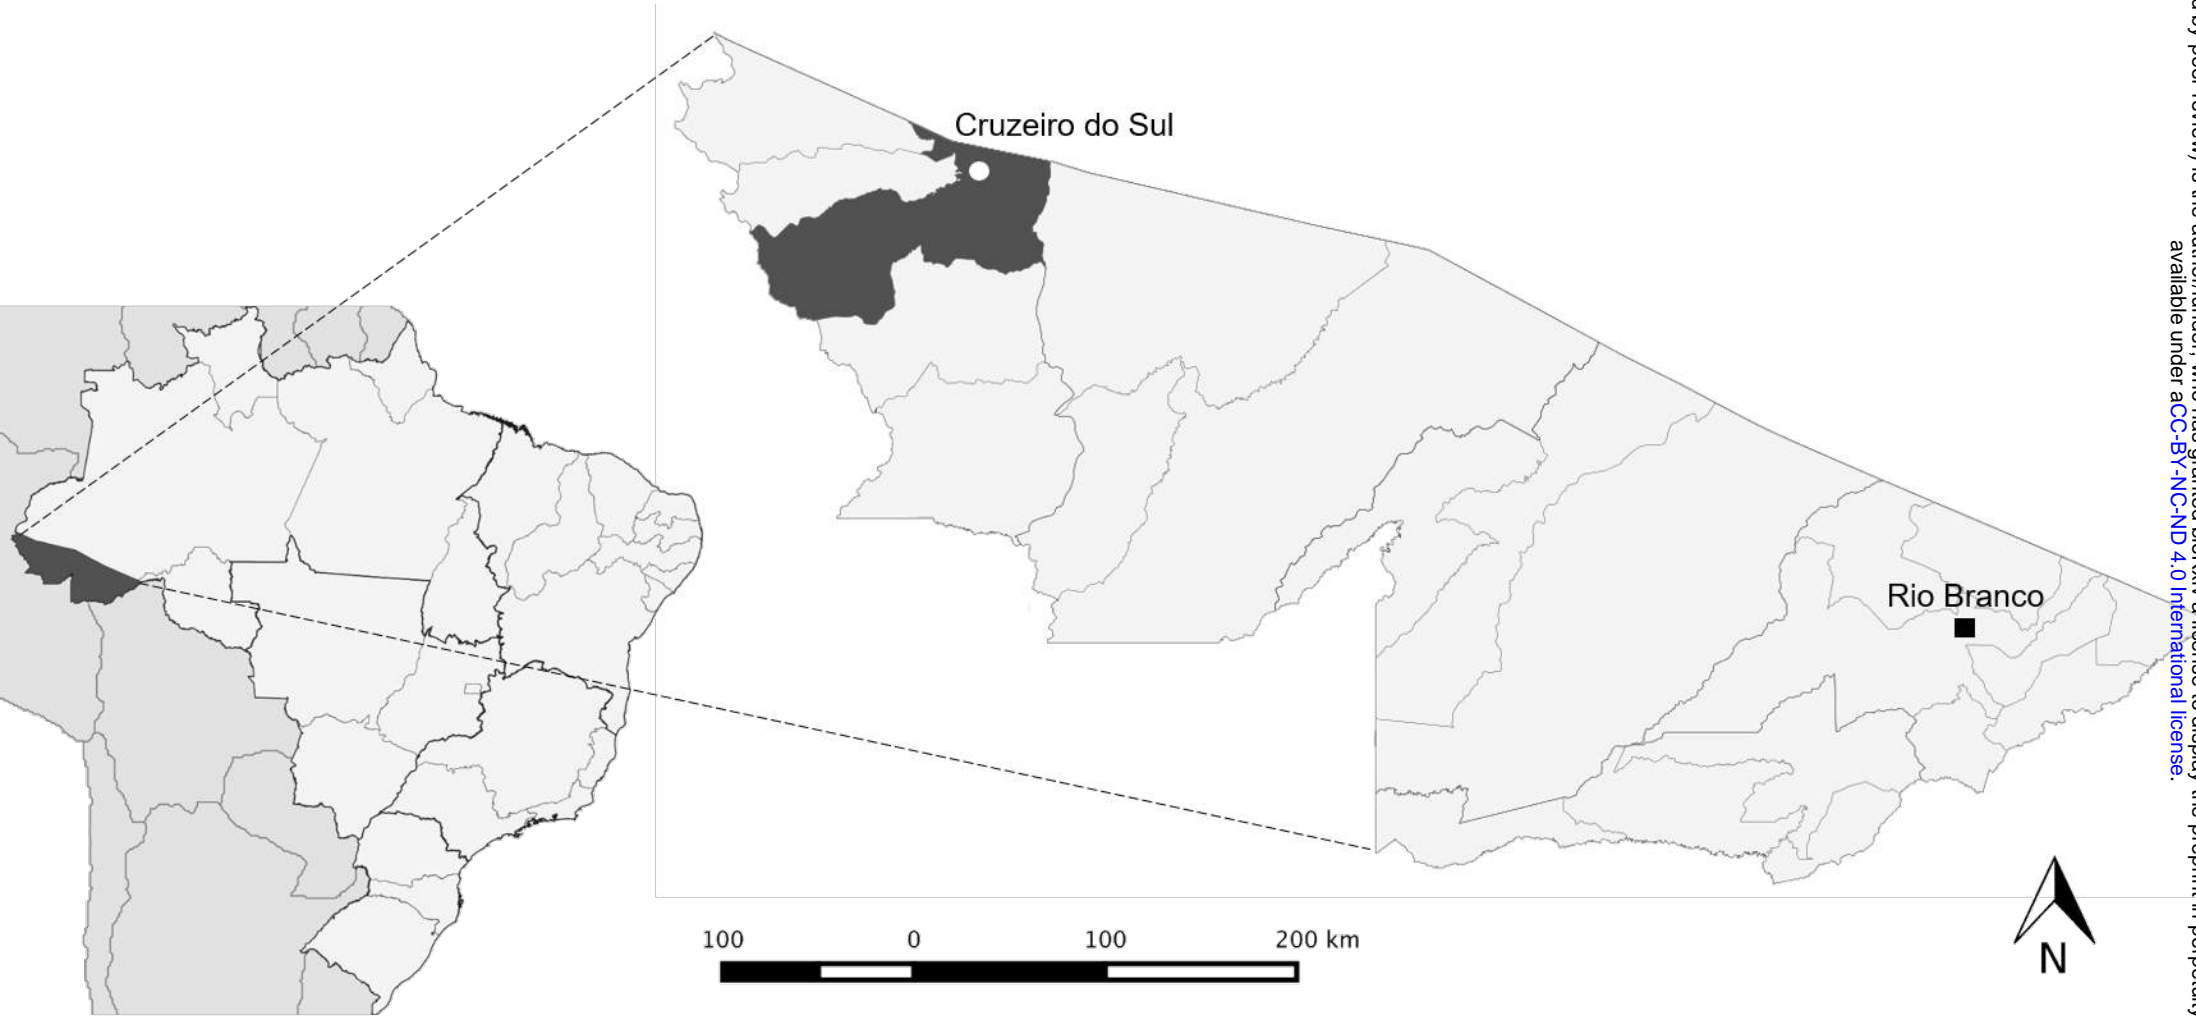 Cruzeiro do Sul
Rio Branco
100 0 100 200 km
N
available under aCC-BY-NC-ND 4.0 International license.